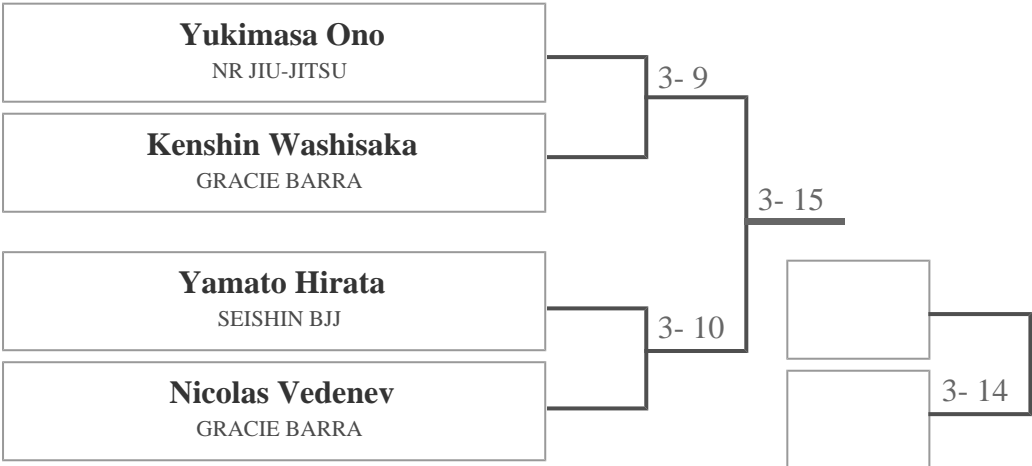 Yukimasa Ono
NR JIU-JITSU
3- 9
Kenshin Washisaka
GRACIE BARRA
3- 15
Yamato Hirata
SEISHIN BJJ
3- 10
Nicolas Vedenev
GRACIE BARRA
3- 14